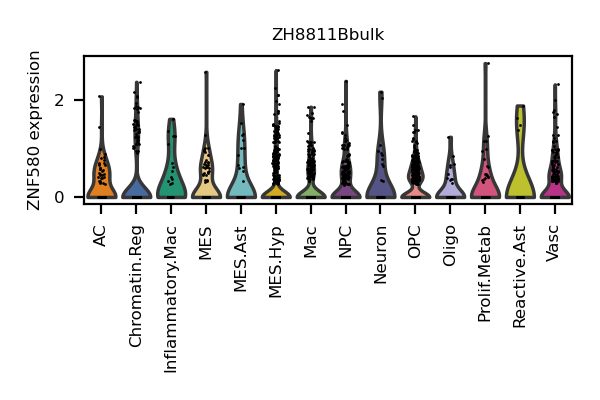 ZH8811Bbulk
ZNF580 expression
2
0
AC
Chromatin.Reg
Inflammatory.Mac
MES
MES.Ast
MES.Hyp
Mac
NPC
Neuron
OPC
Oligo
Prolif.Metab
Reactive.Ast
Vasc